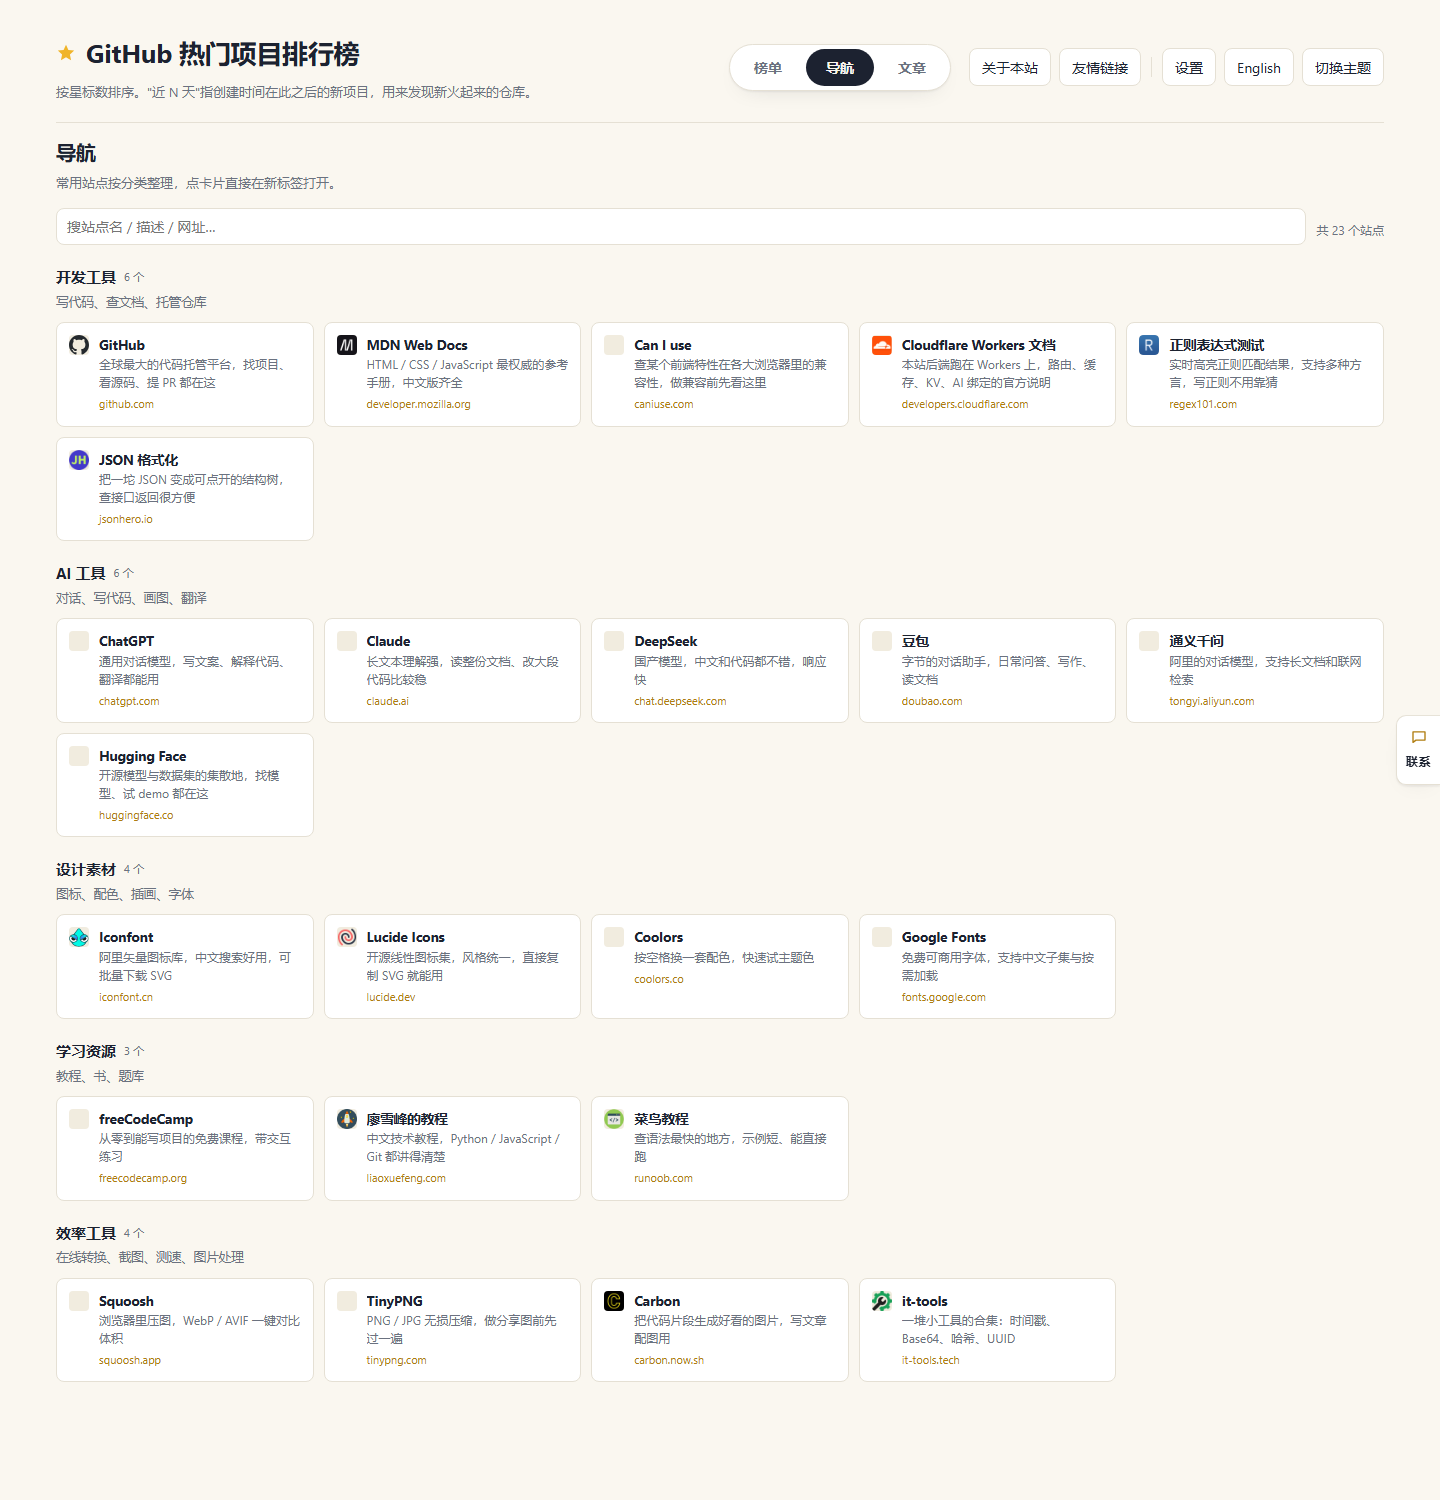 GitHub 热门项目排行榜
按星标数排序。"近 N 天"指创建时间在此之后的新项目，用来发现新火起来的仓库。
榜单
导航
文章
关于本站
友情链接
设置
English
切换主题
导航
常用站点按分类整理，点卡片直接在新标签打开。
搜站点名 / 描述 / 网址...
共 23 个站点
开发工具 6 个
写代码、查文档、托管仓库
GitHub
全球最大的代码托管平台，找项目、
看源码、提 PR 都在这
github.com
MDN Web Docs
HTML / CSS / JavaScript 最权威的参考
手册，中文版齐全
developer.mozilla.org
Can I use
查某个前端特性在各大浏览器里的兼
容性，做兼容前先看这里
caniuse.com
Cloudflare Workers 文档
本站后端跑在 Workers 上，路由、缓
存、KV、AI 绑定的官方说明
developers.cloudflare.com
R
正则表达式测试
实时高亮正则匹配结果，支持多种方
言，写正则不用靠猜
regex101.com
JH
JSON 格式化
把一坨 JSON 变成可点开的结构树，
查接口返回很方便
jsonhero.io
AI 工具 6 个
对话、写代码、画图、翻译
ChatGPT
通用对话模型，写文案、解释代码、
翻译都能用
chatgpt.com
Claude
长文本理解强，读整份文档、改大段
代码比较稳
claude.ai
DeepSeek
国产模型，中文和代码都不错，响应
快
chat.deepseek.com
豆包
字节的对话助手，日常问答、写作、
读文档
doubao.com
通义千问
阿里的对话模型，支持长文档和联网
检索
tongyi.aliyun.com
Hugging Face
开源模型与数据集的集散地，找模
型、试 demo 都在这
huggingface.co
联系
设计素材 4 个
图标、配色、插画、字体
Iconfont
阿里矢量图标库，中文搜索好用，可
批量下载 SVG
iconfont.cn
Lucide Icons
开源线性图标集，风格统一，直接复
制 SVG 就能用
lucide.dev
Coolors
按空格换一套配色，快速试主题色
coolors.co
Google Fonts
免费可商用字体，支持中文子集与按
需加载
fonts.google.com
学习资源 3 个
教程、书、题库
freeCodeCamp
从零到能写项目的免费课程，带交互
练习
freecodecamp.org
廖雪峰的教程
中文技术教程，Python / JavaScript /
Git 都讲得清楚
liaoxuefeng.com
菜鸟教程
查语法最快的地方，示例短、能直接
跑
runoob.com
效率工具 4 个
在线转换、截图、测速、图片处理
Squoosh
浏览器里压图，WebP / AVIF 一键对比
体积
squoosh.app
TinyPNG
PNG / JPG 无损压缩，做分享图前先
过一遍
tinypng.com
Carbon
把代码片段生成好看的图片，写文章
配图用
carbon.now.sh
it-tools
一堆小工具的合集：时间戳、
Base64、哈希、UUID
it-tools.tech